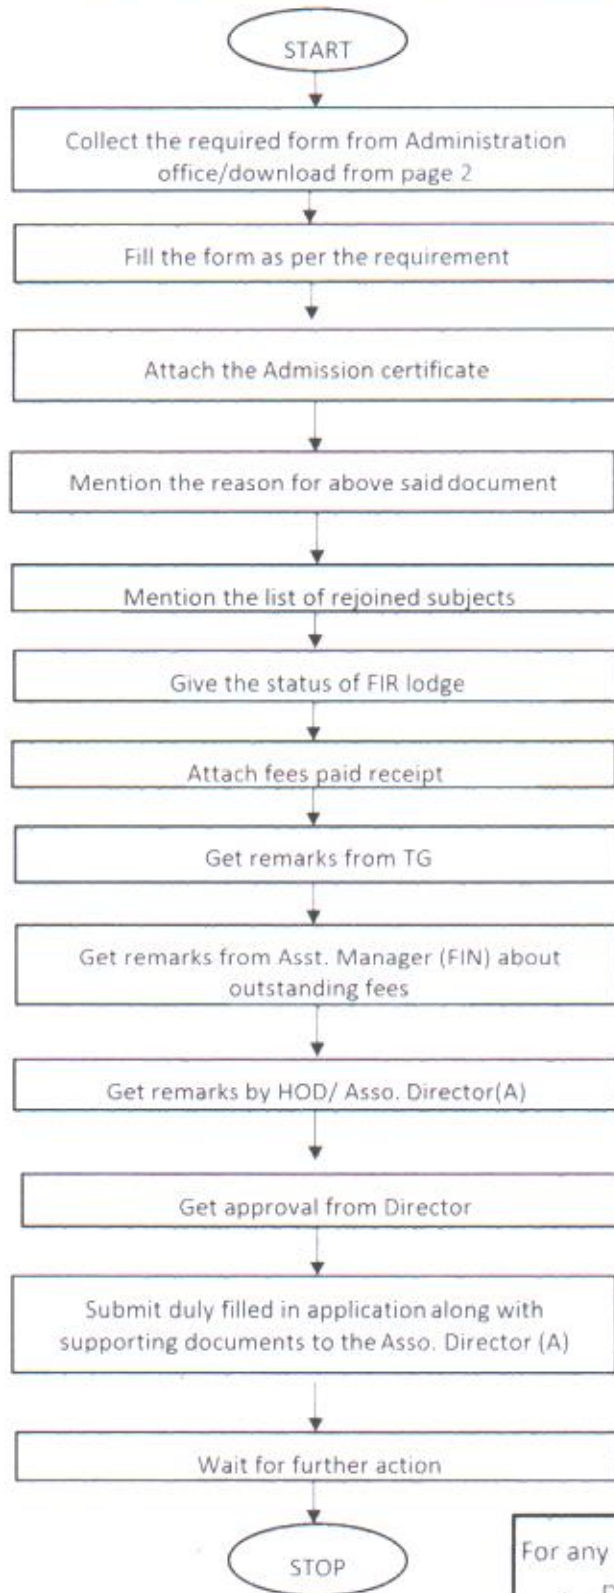 START
Collect the required form from Administration
office/download from page 2
Fill the form as per the requirement
Attach the Admission certificate
Mention the reason for above said document
Mention the list of rejoined subjects
Give the status of FIR lodge
Attach fees paid receipt
Get remarks from TG
Get remarks from Asst. Manager (FIN) about
outstanding fees
Get remarks by HOD/ Asso. Director(A)
Get approval from Director
Submit duly filled in application along with
supporting documents to the Asso. Director (A)
Wait for further action
STOP
For any